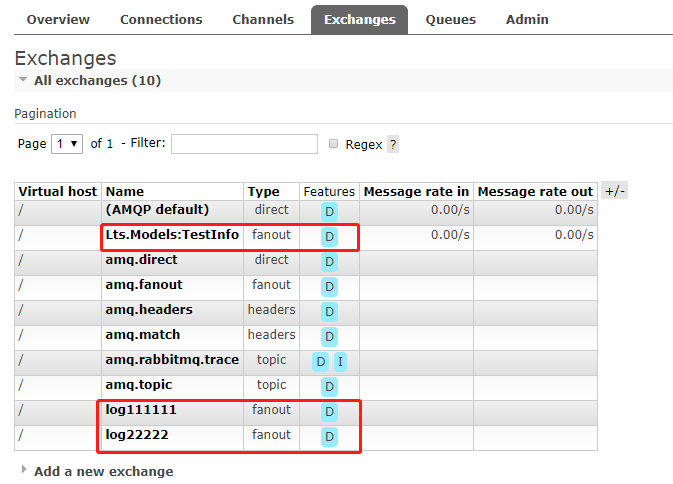 Overview Connections Channels Exchanges Queues Admin
Exchanges
All exchanges (10)
Pagination
Page 1 of 1 - Filter: Regex ?
Virtual host Name Type Features Message rate in Message rate out +/-
/ (AMQP default) direct D 0.00/s 0.00/s
/ Lts.Models:TestInfo fanout D 0.00/s 0.00/s
/ amq.direct direct D
/ amq.fanout fanout D
/ amq.headers headers D
/ amq.match headers D
/ amq.rabbitmq.trace topic D I
/ amq.topic topic D
/ log111111 fanout D
/ log22222 fanout D
Add a new exchange